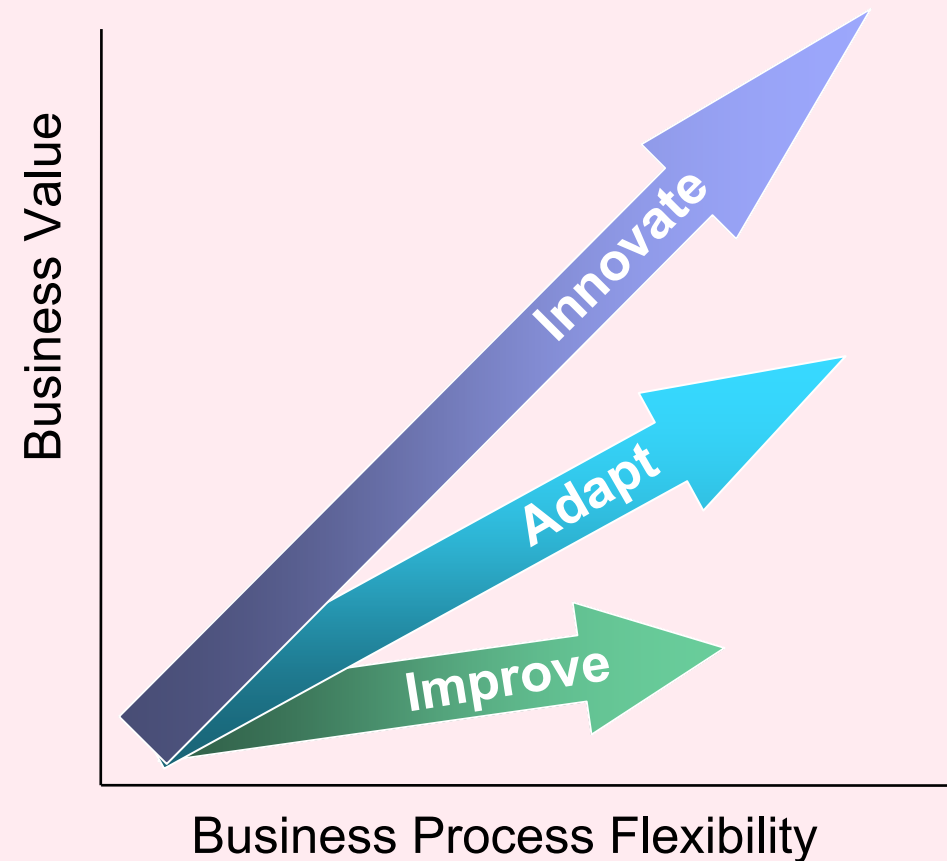 Business Value
Innovate
Adapt
Improve
Business Process Flexibility